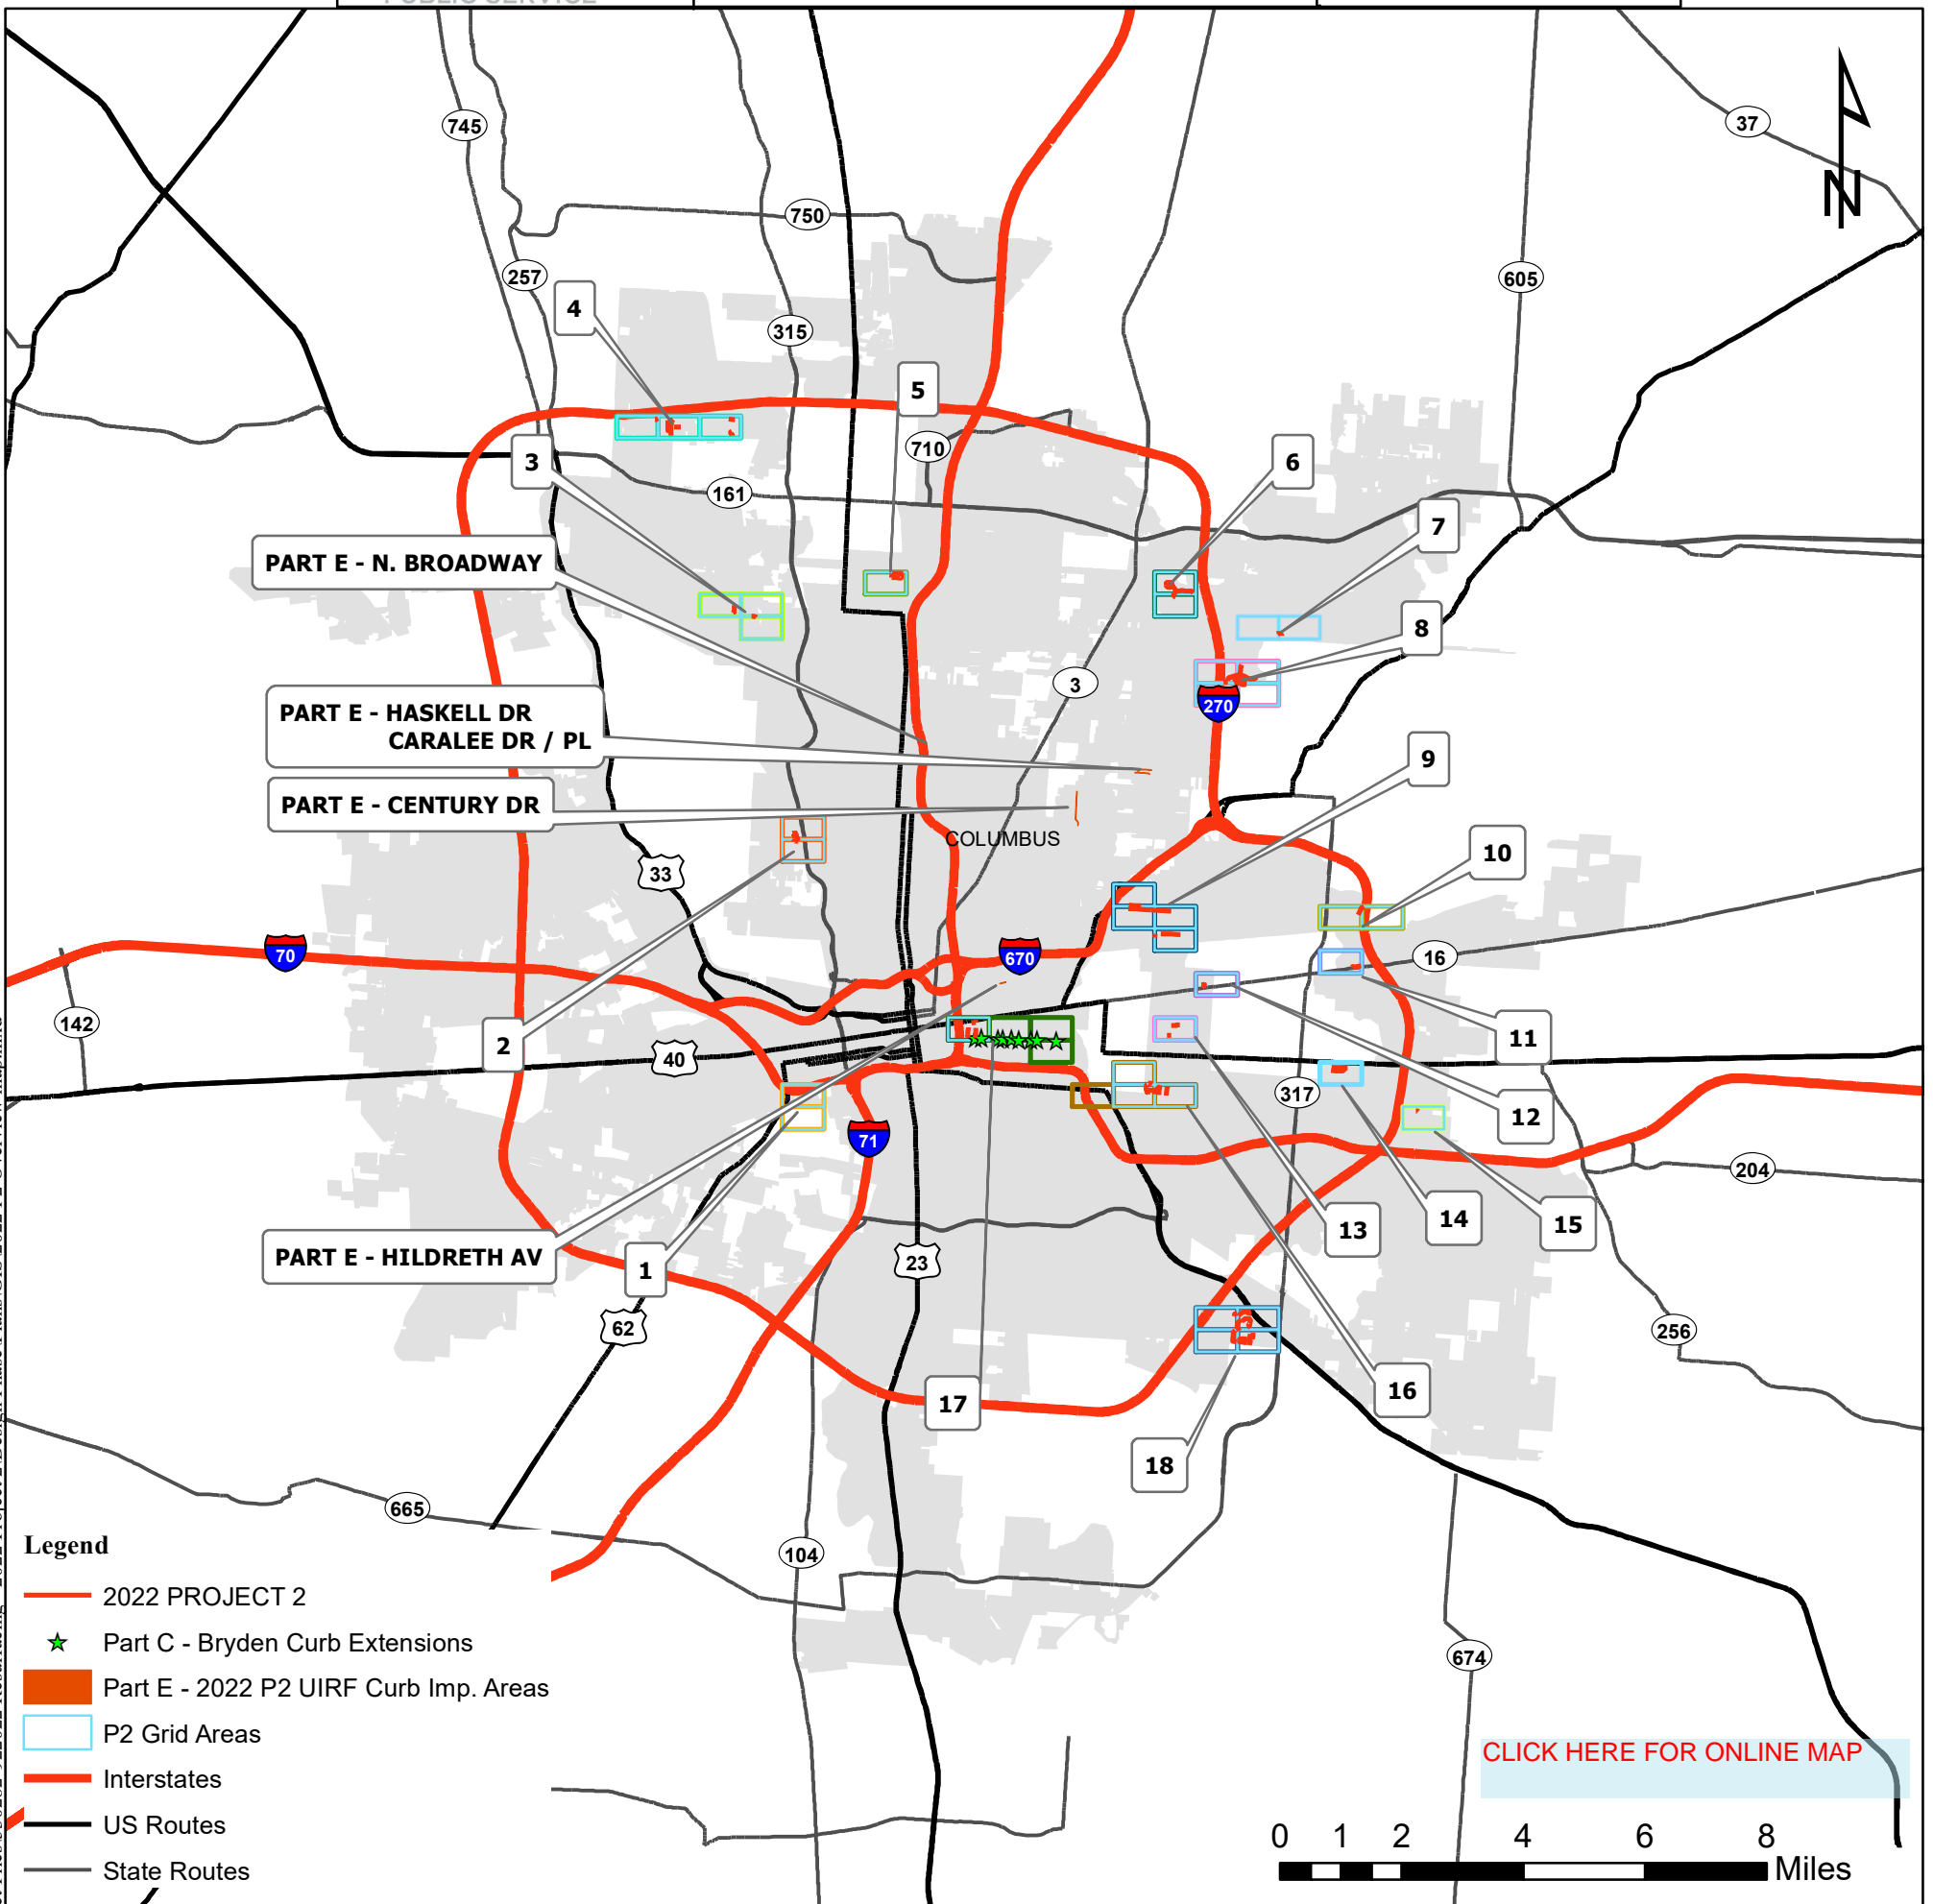 PUBLIC SERVICE
745
37
N
750
257
605
4
315
5
710
3
6
161
7
PART E - N. BROADWAY
8
3
PART E - HASKELL DR
CARALEE DR / PL
270
9
PART E - CENTURY DR
COLUMBUS
10
33
70
670
16
142
2
40
11
317
12
71
204
13
14
15
PART E - HILDRETH AV
1
23
62
256
17
16
18
665
104
674
Legend
2022 PROJECT 2
Part C - Bryden Curb Extensions
Part E - 2022 P2 UIRF Curb Imp. Areas
P2 Grid Areas
Interstates
US Routes
State Routes
CLICK HERE FOR ONLINE MAP
0 1 2 4 6 8
Miles